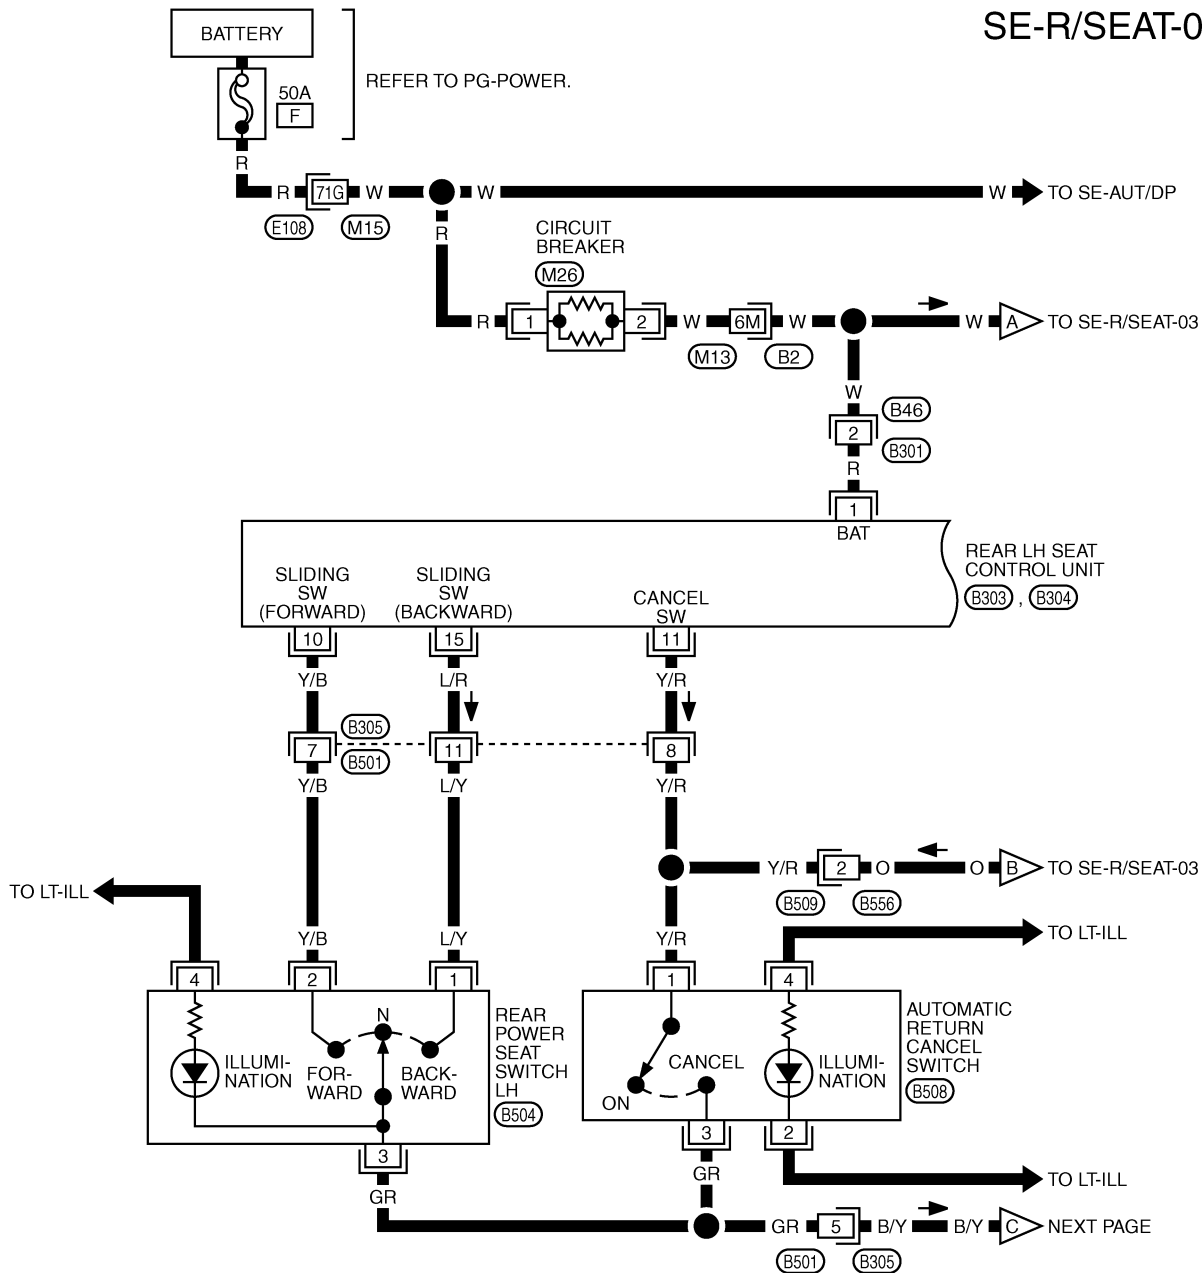 SE-R/SEAT-0
BATTERY
50A
F
REFER TO PG-POWER.
R
R
71G
W
W
W
TO SE-AUT/DP
E108
M15
R
CIRCUIT
BREAKER
M26
R
1
2
W
6M
W
W
A
TO SE-R/SEAT-03
M13
B2
W
B46
2
B301
R
1
BAT
REAR LH SEAT
CONTROL UNIT
B303 , B304
SLIDING
SW
(FORWARD)
SLIDING
SW
(BACKWARD)
CANCEL
SW
10
15
11
Y/B
L/R
Y/R
B305
7
11
8
B501
Y/B
L/Y
Y/R
Y/R
2
O
O
B
TO SE-R/SEAT-03
B509
B556
TO LT-ILL
TO LT-ILL
Y/B
L/Y
Y/R
4
2
1
1
4
N
ILLUMI-
NATION
FOR-
WARD
BACK-
WARD
REAR
POWER
SEAT
SWITCH
LH
B504
CANCEL
ON
ILLUMI-
NATION
AUTOMATIC
RETURN
CANCEL
SWITCH
B508
3
3
2
GR
GR
TO LT-ILL
GR
5
B/Y
B/Y
C
NEXT PAGE
B501
B305